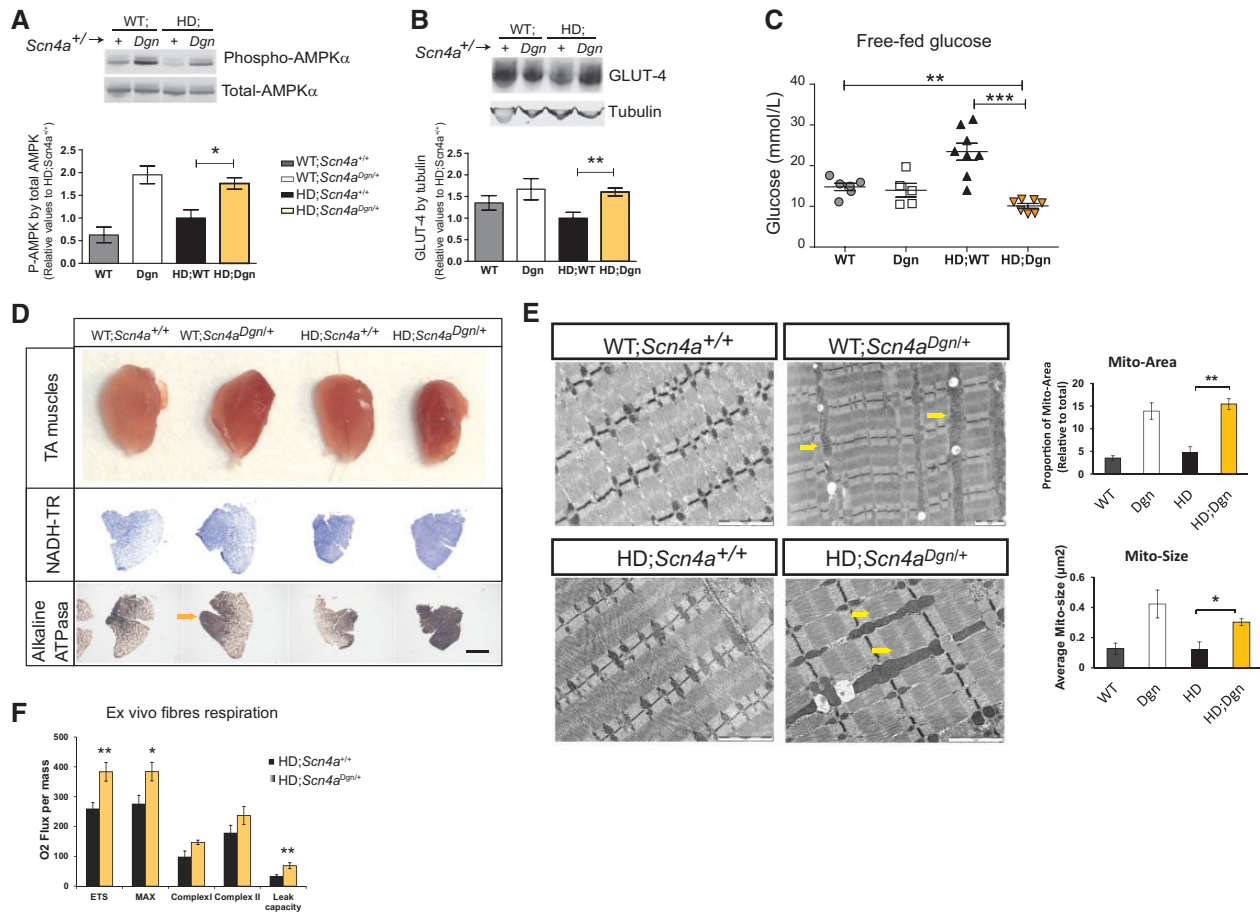 A
WT; HD;
Scn4a+/ → + Dgn + Dgn
Phospho-AMPKα
Total-AMPKα
P-AMPK by total AMPK
(Relative values to HD;Scn4a+/+)
2.5
2.0
1.5
1.0
0.5
0.0
*
WT Dgn HD;WT HD;Dgn
WT;Scn4a+/+
WT;Scn4aDgn/+
HD;Scn4a+/+
HD;Scn4aDgn/+
B
WT; HD;
Scn4a+/ → + Dgn + Dgn
GLUT-4
Tubulin
GLUT-4 by tubulin
(Relative values to HD;Scn4a+/+)
2.5
2.0
1.5
1.0
0.5
0.0
**
WT Dgn HD;WT HD;Dgn
C
Free-fed glucose
Glucose (mmol/L)
40
30
20
10
0
**
***
WT Dgn HD;WT HD;Dgn
D
WT;Scn4a+/+ WT;Scn4aDgn/+ HD;Scn4a+/+ HD;Scn4aDgn/+
TA muscles
NADH-TR
Alkaline
ATPasa
E
WT;Scn4a+/+ WT;Scn4aDgn/+
HD;Scn4a+/+ HD;Scn4aDgn/+
Mito-Area
Proportion of Mito-Area
(Relative to total)
20
15
10
5
0
**
WT Dgn HD HD;Dgn
Mito-Size
Average Mito-size (µm2)
0.6
0.4
0.2
0
*
WT Dgn HD HD;Dgn
F
Ex vivo fibres respiration
O2 Flux per mass
500
400
300
200
100
0
** * **
HD;Scn4a+/+
HD;Scn4aDgn/+
ETS MAX ComplexI Complex II Leak
capacity